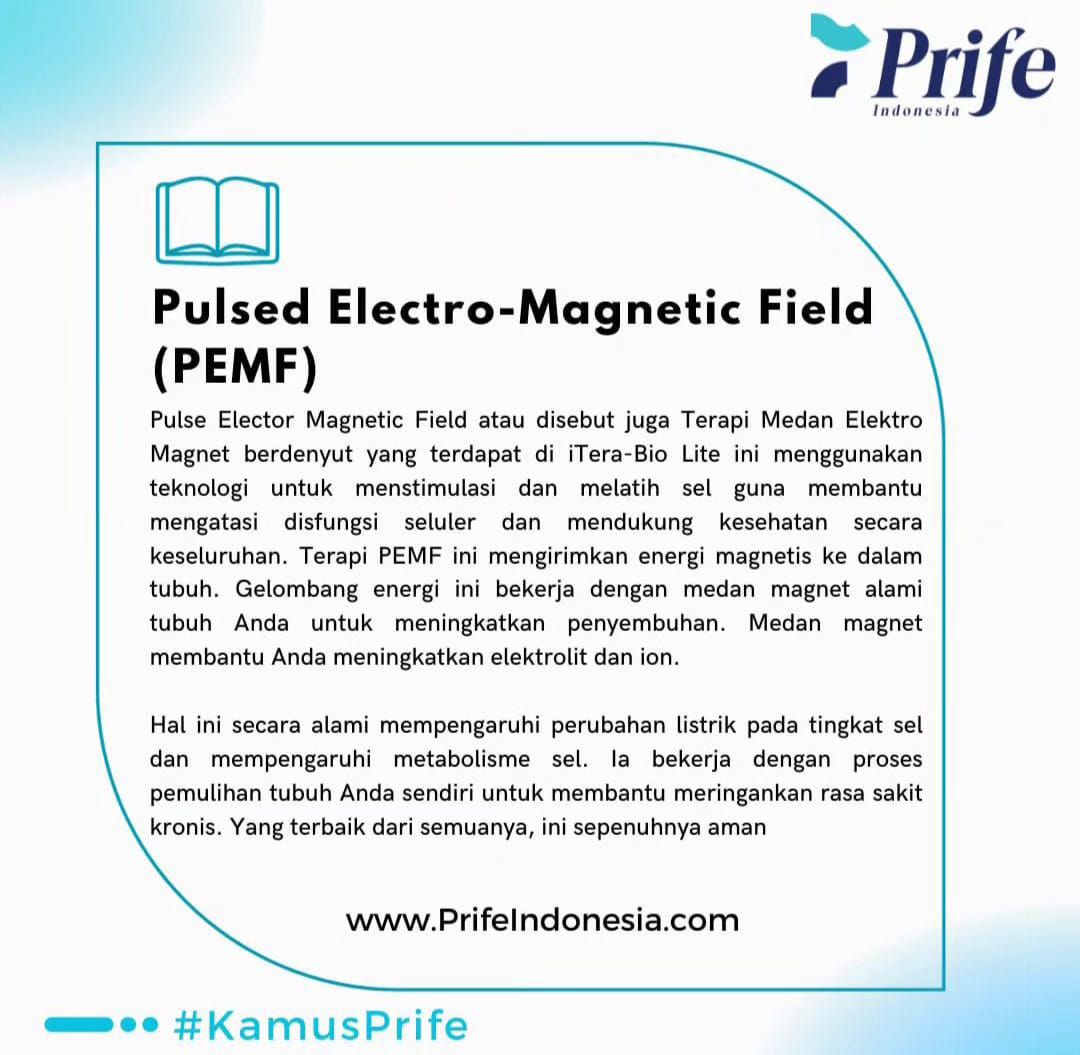 Prife
Indonesia
Pulsed Electro-Magnetic Field
(PEMF)
Pulse Elector Magnetic Field atau disebut juga Terapi Medan Elektro
Magnet berdenyut yang terdapat di iTera-Bio Lite ini menggunakan
teknologi untuk menstimulasi dan melatih sel guna membantu
mengatasi disfungsi seluler dan mendukung kesehatan secara
keseluruhan. Terapi PEMF ini mengirimkan energi magnetis ke dalam
tubuh. Gelombang energi ini bekerja dengan medan magnet alami
tubuh Anda untuk meningkatkan penyembuhan. Medan magnet
membantu Anda meningkatkan elektrolit dan ion.
Hal ini secara alami mempengaruhi perubahan listrik pada tingkat sel
dan mempengaruhi metabolisme sel. Ia bekerja dengan proses
pemulihan tubuh Anda sendiri untuk membantu meringankan rasa sakit
kronis. Yang terbaik dari semuanya, ini sepenuhnya aman
www.PrifeIndonesia.com
#KamusPrife